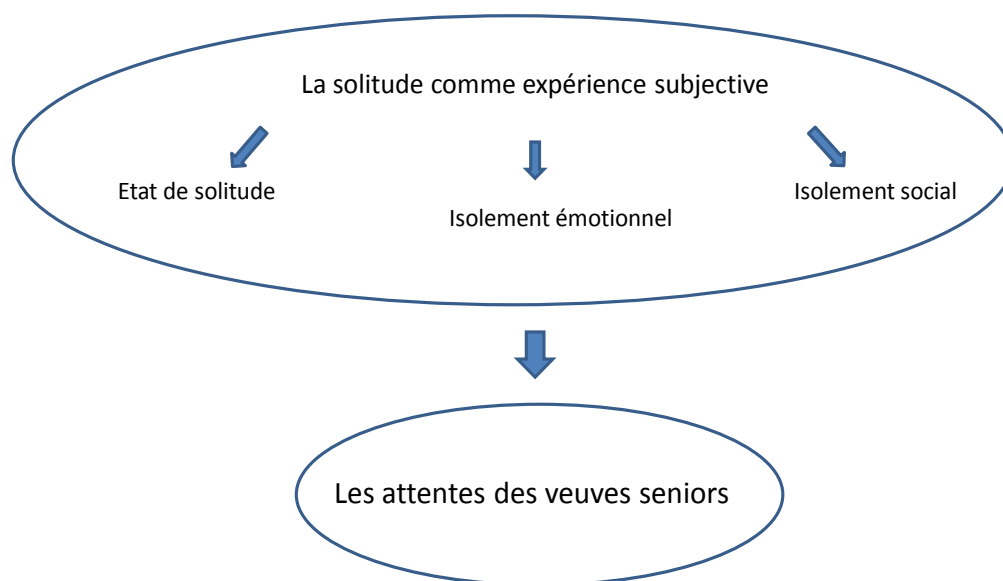 La solitude comme expérience subjective
Etat de solitude
Isolement émotionnel
Isolement social
Les attentes des veuves seniors